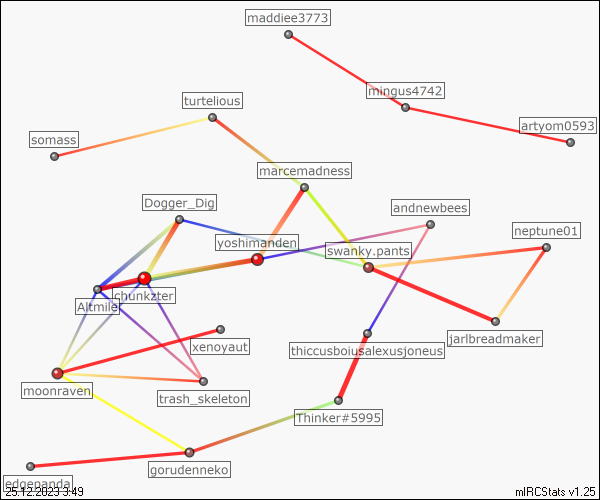 maddiee3773
mingus4742
turtelious
artyom0593
somass
marcemadness
Dogger_Dig
andnewbees
neptune01
yoshimanden
swanky.pants
chunkzter
Altmile
jarlbreadmaker
xenoyaut
thiccusboiusalexusjoneus
moonraven
trash_skeleton
Thinker#5995
gorudenneko
edgepanda
25.12.2023 3:49
mIRCStats v1.25